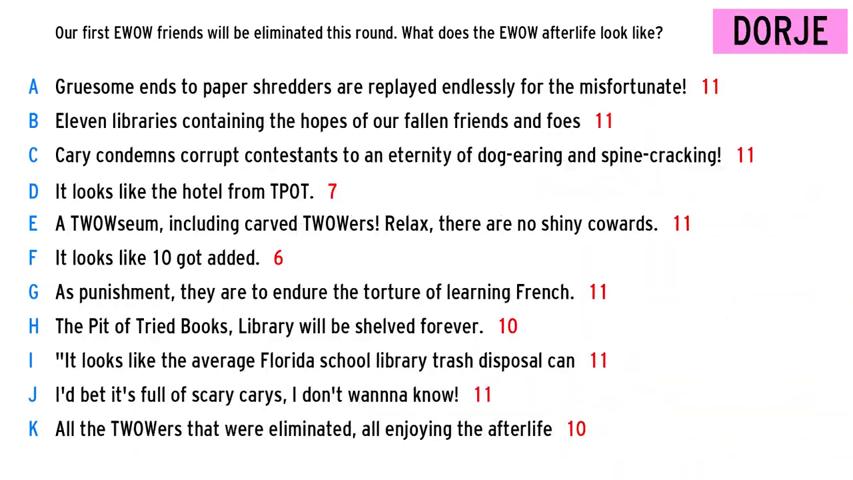 Our first EWOW friends will be eliminated this round. What does the EWOW afterlife look like?
DORJE
A Gruesome ends to paper shredders are replayed endlessly for the misfortunate! 11
B Eleven libraries containing the hopes of our fallen friends and foes 11
C Cary condemns corrupt contestants to an eternity of dog-earing and spine-cracking! 11
D It looks like the hotel from TPOT. 7
E A TWOWseum, including carved TWOWers! Relax, there are no shiny cowards. 11
F It looks like 10 got added. 6
G As punishment, they are to endure the torture of learning French. 11
H The Pit of Tried Books, Library will be shelved forever. 10
I "It looks like the average Florida school library trash disposal can 11
J I'd bet it's full of scary carys, I don't wannna know! 11
K All the TWOWers that were eliminated, all enjoying the afterlife 10